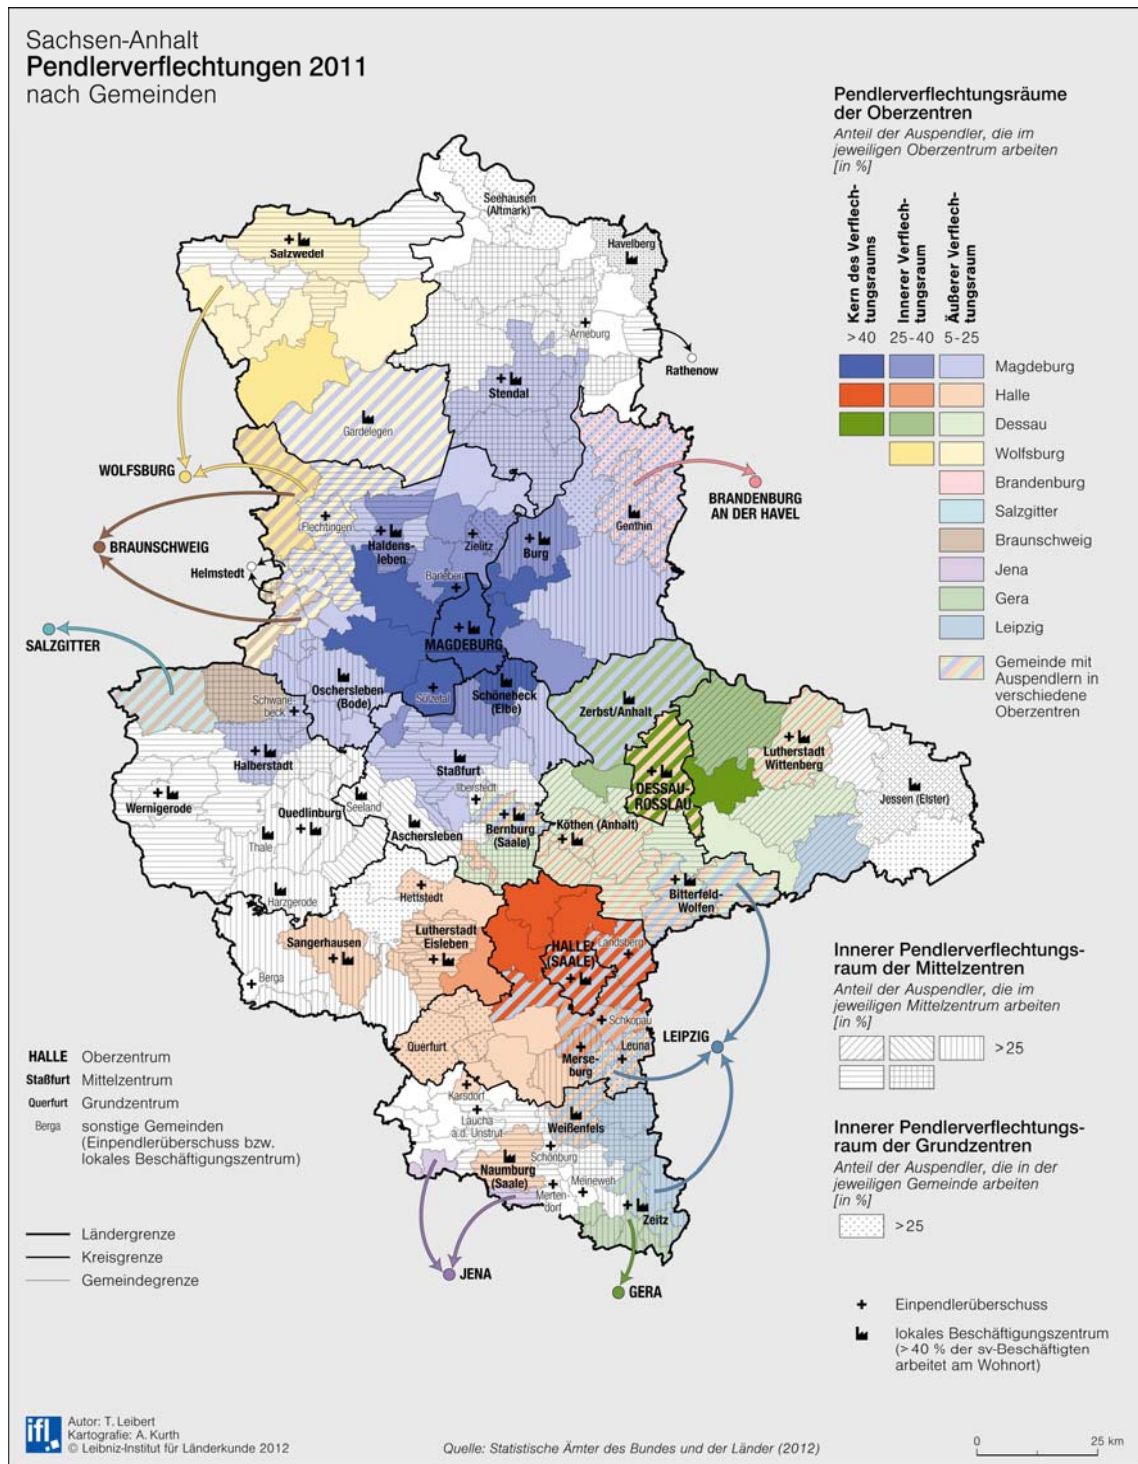 Sachsen-Anhalt
Pendlerverflechtungen 2011
nach Gemeinden
Pendlerverflechtungsräume
der Oberzentren
Anteil der Auspendler, die im
jeweiligen Oberzentrum arbeiten
[in %]
Kern des Verflech-
tungsraums
Innerer Verflech-
tungsraum
Äußerer Verflech-
tungsraum
>40
25-40
5-25
Magdeburg
Halle
Dessau
Wolfsburg
Brandenburg
Salzgitter
Braunschweig
Jena
Gera
Leipzig
Gemeinde mit
Auspendlern in
verschiedene
Oberzentren
Seehausen
(Altmark)
Havelberg
Salzwedel
Arneburg
Rathenow
Stendal
Gardelegen
WOLFSBURG
BRANDENBURG
AN DER HAVEL
Genthin
Flechtingen
Haldens-
leben
Zielitz
Burg
BRAUNSCHWEIG
Helmstedt
Barleben
MAGDEBURG
SALZGITTER
Oschersleben
(Bode)
Sülzetal
Schönebeck
(Elbe)
Schwane-
beck
Zerbst/Anhalt
Halberstadt
Staßfurt
Lutherstadt
Wittenberg
DESSAU-
ROSSLAU
Ilberstedt
Jessen (Elster)
Wernigerode
Quedlinburg
Seeland
Aschersleben
Bernburg
(Saale)
Köthen (Anhalt)
Thale
Harzgerode
Hettstedt
Bitterfeld-
Wolfen
Sangerhausen
Lutherstadt
Eisleben
HALLE/
(SAALE)
Landsberg
Berga
Schkopau
Leuna
LEIPZIG
Querfurt
Merse-
burg
Karsdorf
Laucha
a.d. Unstrut
Weißenfels
Schönburg
Naumburg
(Saale)
Meineweh
Merten-
dorf
Zeitz
JENA
GERA
Innerer Pendlerverflechtungs-
raum der Mittelzentren
Anteil der Auspendler, die im
jeweiligen Mittelzentrum arbeiten
[in %]
>25
Innerer Pendlerverflechtungs-
raum der Grundzentren
Anteil der Auspendler, die in der
jeweiligen Gemeinde arbeiten
[in %]
>25
Einpendlerüberschuss
lokales Beschäftigungszentrum
(> 40 % der sv-Beschäftigten
arbeitet am Wohnort)
HALLE Oberzentrum
Staßfurt Mittelzentrum
Querfurt Grundzentrum
Berga sonstige Gemeinden
(Einpendlerüberschuss bzw.
lokales Beschäftigungszentrum)
Ländergrenze
Kreisgrenze
Gemeindegrenze
ifl
Autor: T. Leibert
Kartografie: A. Kurth
© Leibniz-Institut für Länderkunde 2012
Quelle: Statistische Ämter des Bundes und der Länder (2012)
0 25 km